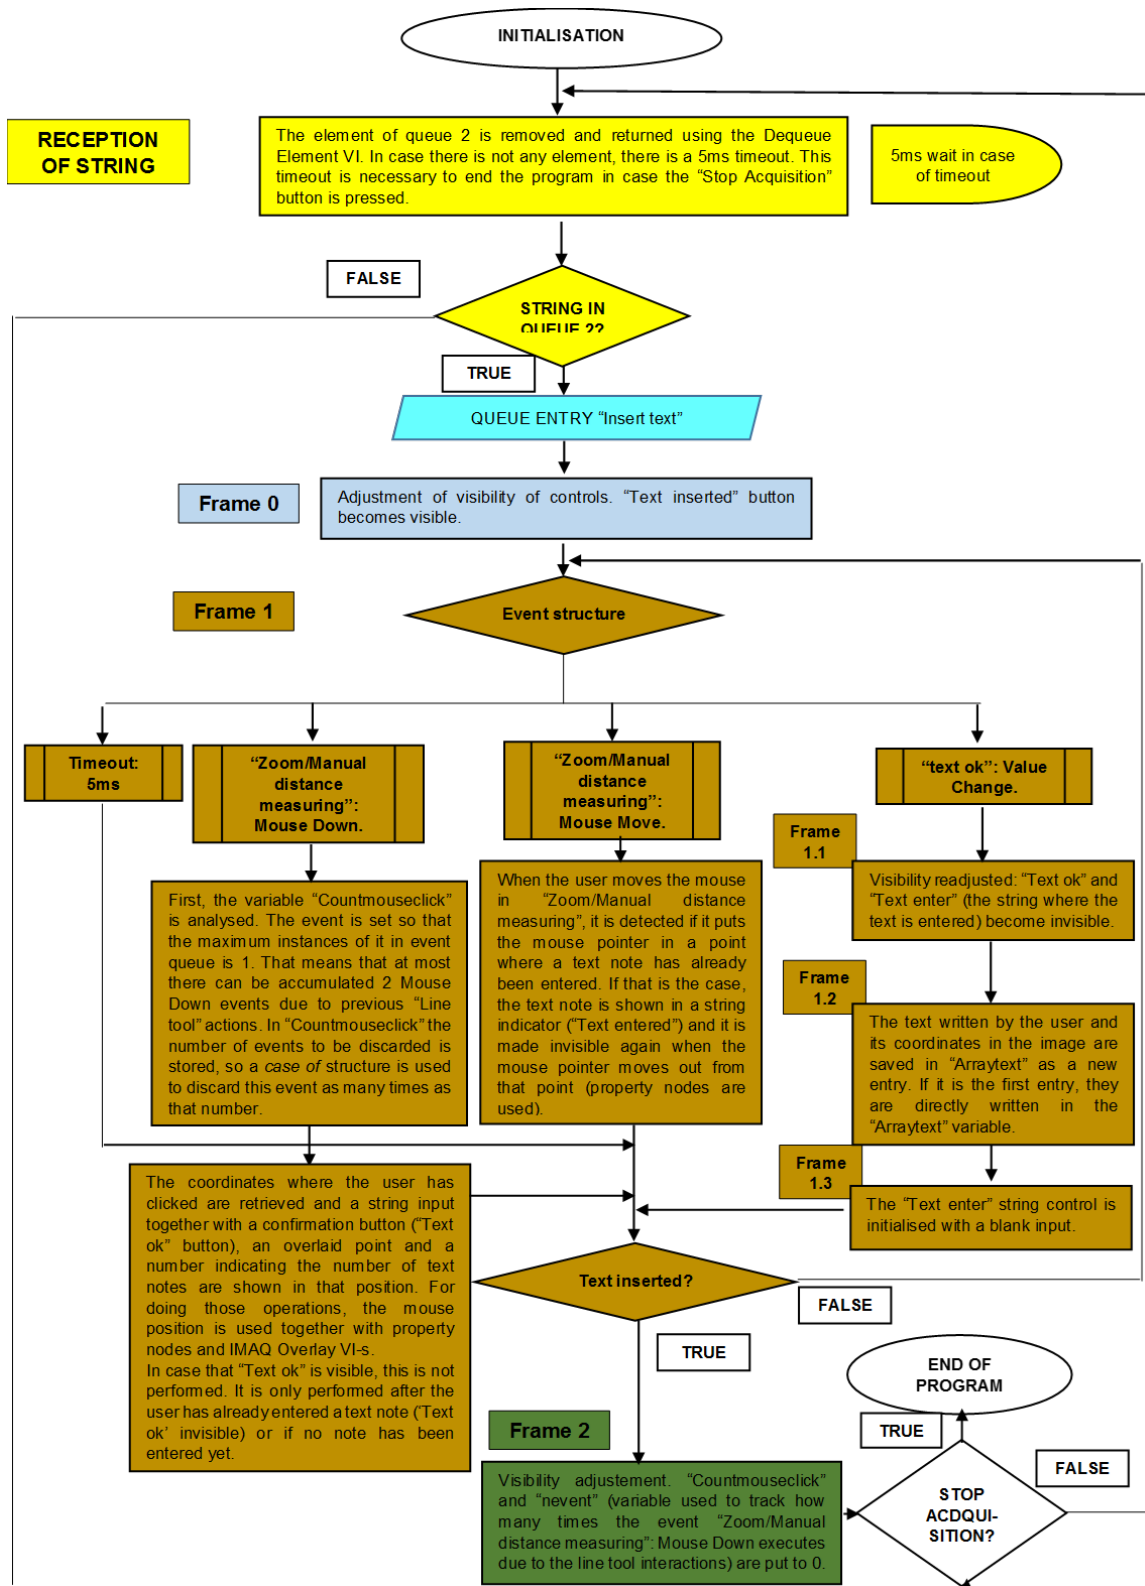 INITIALISATION
RECEPTION
OF STRING
The element of queue 2 is removed and returned using the Dequeue
Element VI. In case there is not any element, there is a 5ms timeout. This
timeout is necessary to end the program in case the “Stop Acquisition”
button is pressed.
5ms wait in case
of timeout
FALSE
STRING IN
QUEUE 2?
TRUE
QUEUE ENTRY “Insert text”
Frame 0
Adjustment of visibility of controls. “Text inserted” button
becomes visible.
Frame 1
Event structure
Timeout:
5ms
“Zoom/Manual
distance
measuring”:
Mouse Down.
“Zoom/Manual
distance
measuring”:
Mouse Move.
“text ok”: Value
Change.
First, the variable “Countmouseclick”
is analysed. The event is set so that
the maximum instances of it in event
queue is 1. That means that at most
there can be accumulated 2 Mouse
Down events due to previous “Line
tool” actions. In “Countmouseclick” the
number of events to be discarded is
stored, so a case of structure is used
to discard this event as many times as
that number.
When the user moves the mouse
in “Zoom/Manual distance
measuring”, it is detected if it puts
the mouse pointer in a point
where a text note has already
been entered. If that is the case,
the text note is shown in a string
indicator (“Text entered”) and it is
made invisible again when the
mouse pointer moves out from
that point (property nodes are
used).
Frame
1.1
Visibility readjusted: “Text ok” and
“Text enter” (the string where the
text is entered) become invisible.
Frame
1.2
The text written by the user and
its coordinates in the image are
saved in “Arraytext” as a new
entry. If it is the first entry, they
are directly written in the
“Arraytext” variable.
Frame
1.3
The “Text enter” string control is
initialised with a blank input.
The coordinates where the user has
clicked are retrieved and a string input
together with a confirmation button (“Text
ok” button), an overlaid point and a
number indicating the number of text
notes are shown in that position. For
doing those operations, the mouse
position is used together with property
nodes and IMAQ Overlay VI-s.
In case that “Text ok” is visible, this is not
performed. It is only performed after the
user has already entered a text note (‘Text
ok’ invisible) or if no note has been
entered yet.
Text inserted?
FALSE
TRUE
Frame 2
Visibility adjustement. “Countmouseclick”
and “nevent” (variable used to track how
many times the event “Zoom/Manual
distance measuring”: Mouse Down executes
due to the line tool interactions) are put to 0.
END OF
PROGRAM
TRUE
FALSE
STOP
ACDQUI-
SITION?